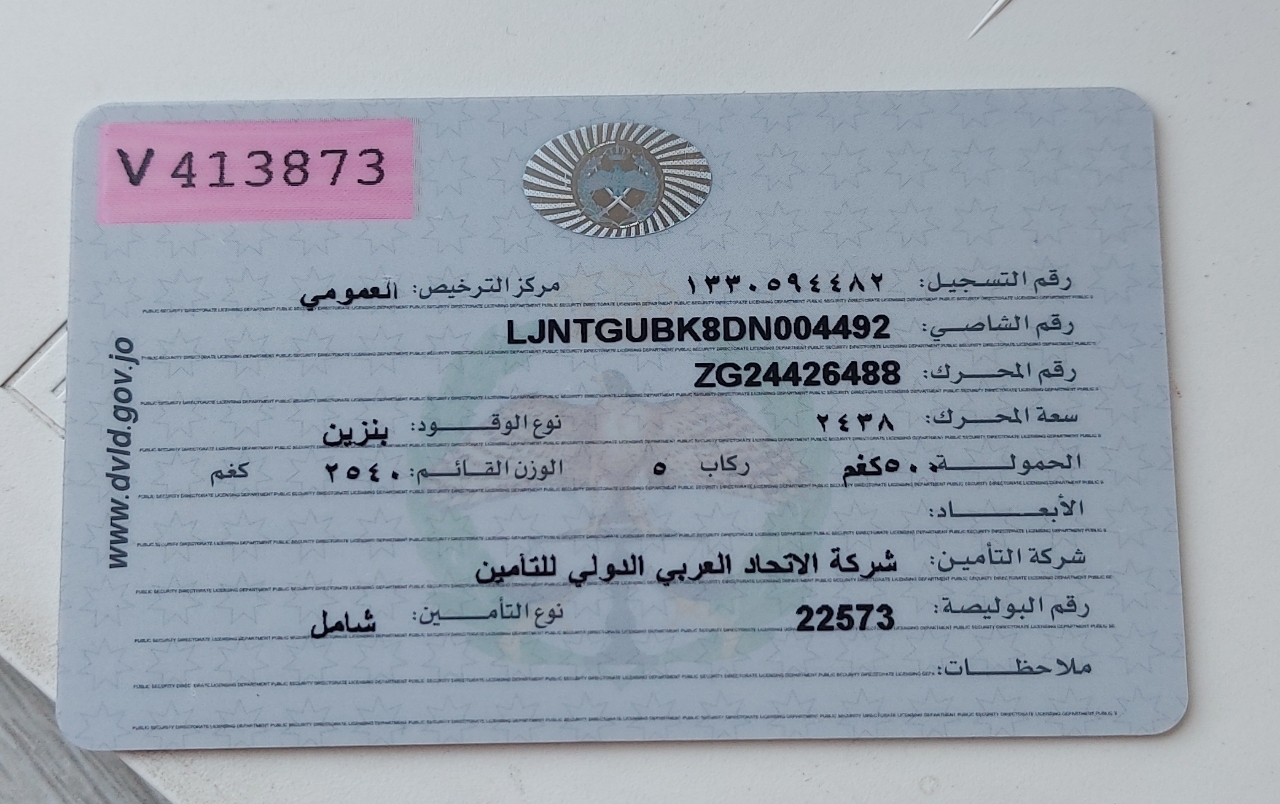 V 413873
رقم التسجيل: ١٣٣٠٥٩٤٤٨٢ مركز الترخيص: العمومي
رقم الشاصي: LJNTGUBK8DN004492
رقم المحرك: ZG24426488
سعة المحرك: ٢٤٣٨ نوع الوقود: بنزين
الحمولة: ٥٠٠كغم ركاب ٥ الوزن القائم: ٢٥٤٠ كغم
الأبعاد:
شركة التأمين: شركة الاتحاد العربي الدولي للتأمين
رقم البوليصة: 22573 نوع التأمين: شامل
ملاحظات:
www.dvld.gov.jo
PUBLIC SECURITY DIRECTORATE LICENSING DEPARTMENT